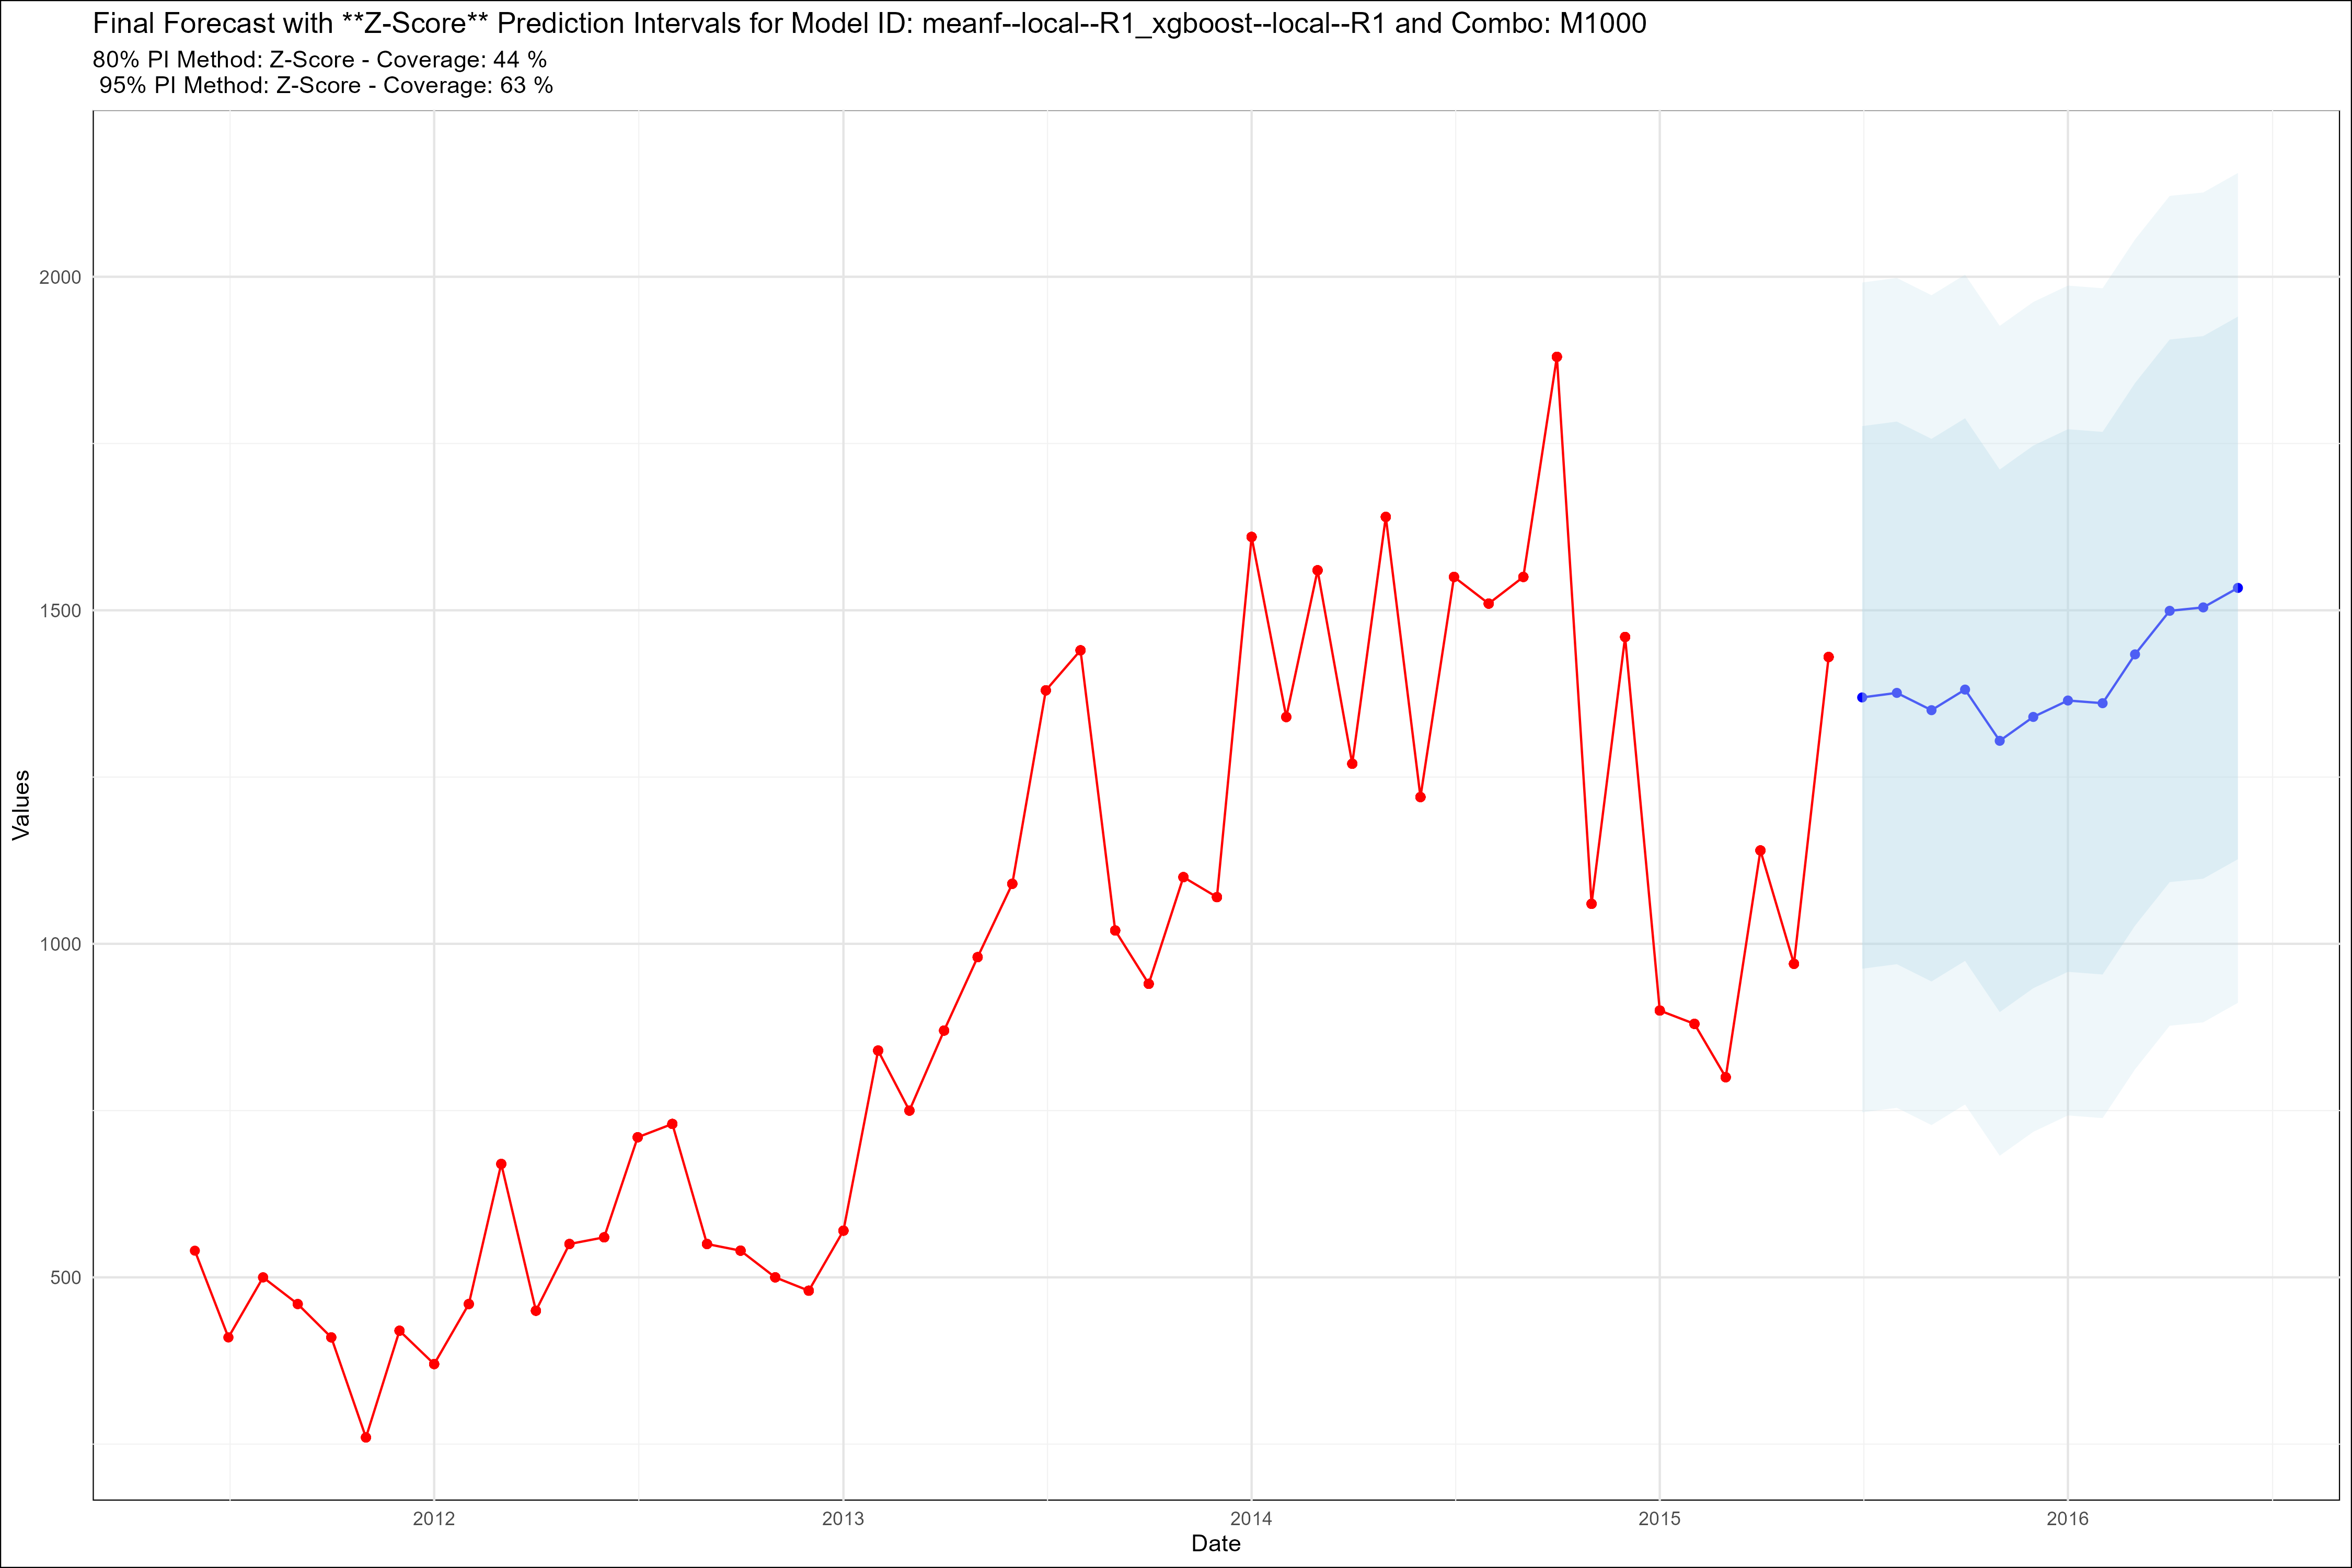 Final Forecast with **Z-Score** Prediction Intervals for Model ID: meanf--local--R1_xgboost--local--R1 and Combo: M1000
80% PI Method: Z-Score - Coverage: 44 %
95% PI Method: Z-Score - Coverage: 63 %
Values
2000
1500
1000
500
2012
2013
2014
2015
2016
Date